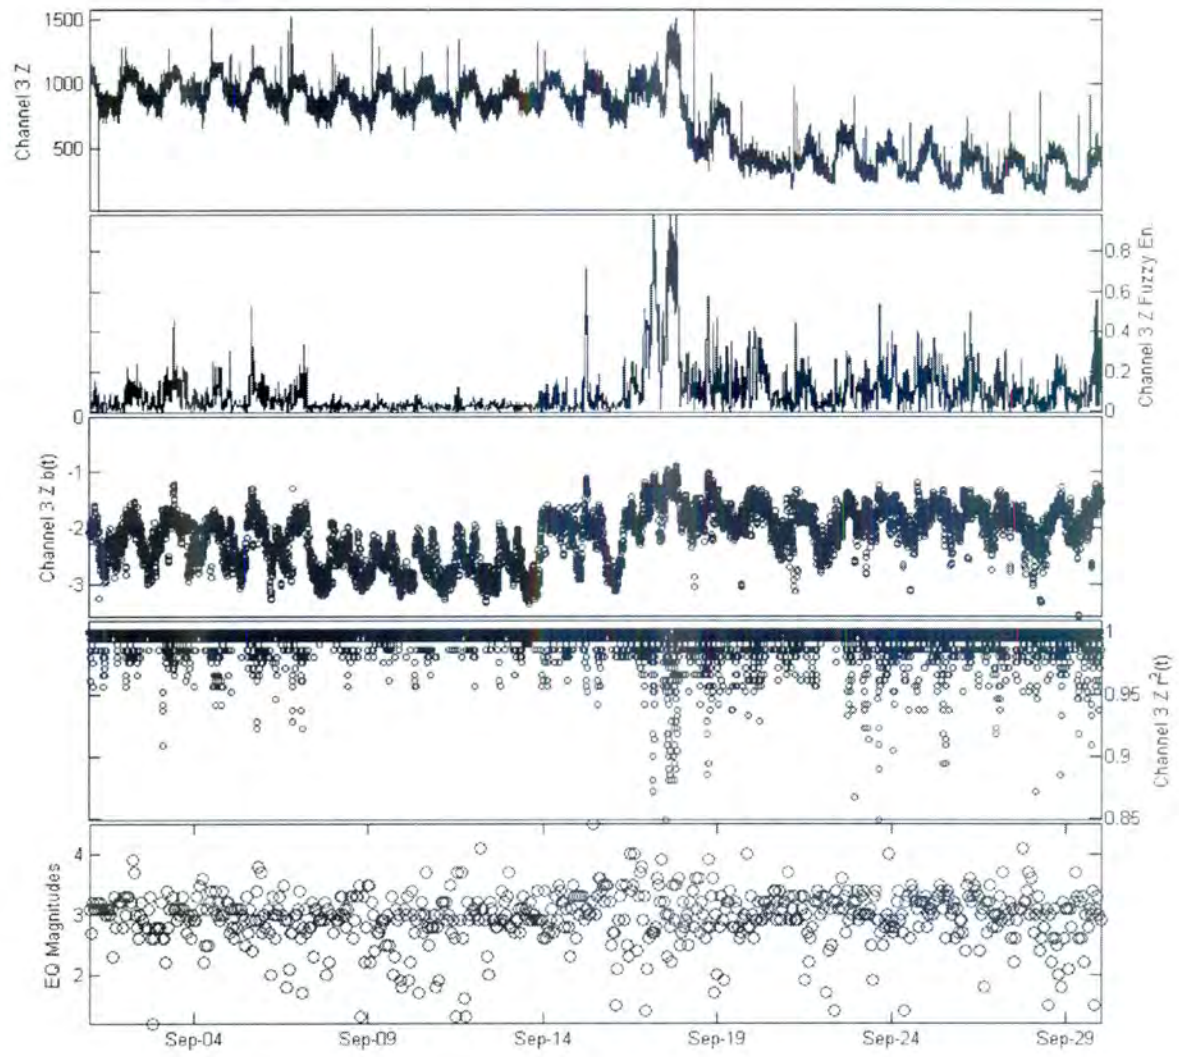 1500
1000
500
Channel 3 Z
0.8
0.6
0.4
0.2
0
Channel 3 Z Fuzzy En.
0
-1
-2
-3
Channel 3 Z b(t)
1
0.95
0.9
0.85
Channel 3 Z r²(t)
4
3
2
EQ Magnitudes
Sep-04
Sep-09
Sep-14
Sep-19
Sep-24
Sep-29